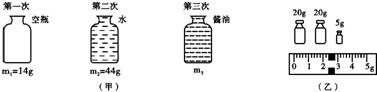 第一次 第二次 第三次
空瓶 水 酱油
20g 20g 5g
0 1 2 3 4 5g
m₁=14g m₂=44g m₃
(甲) (乙)